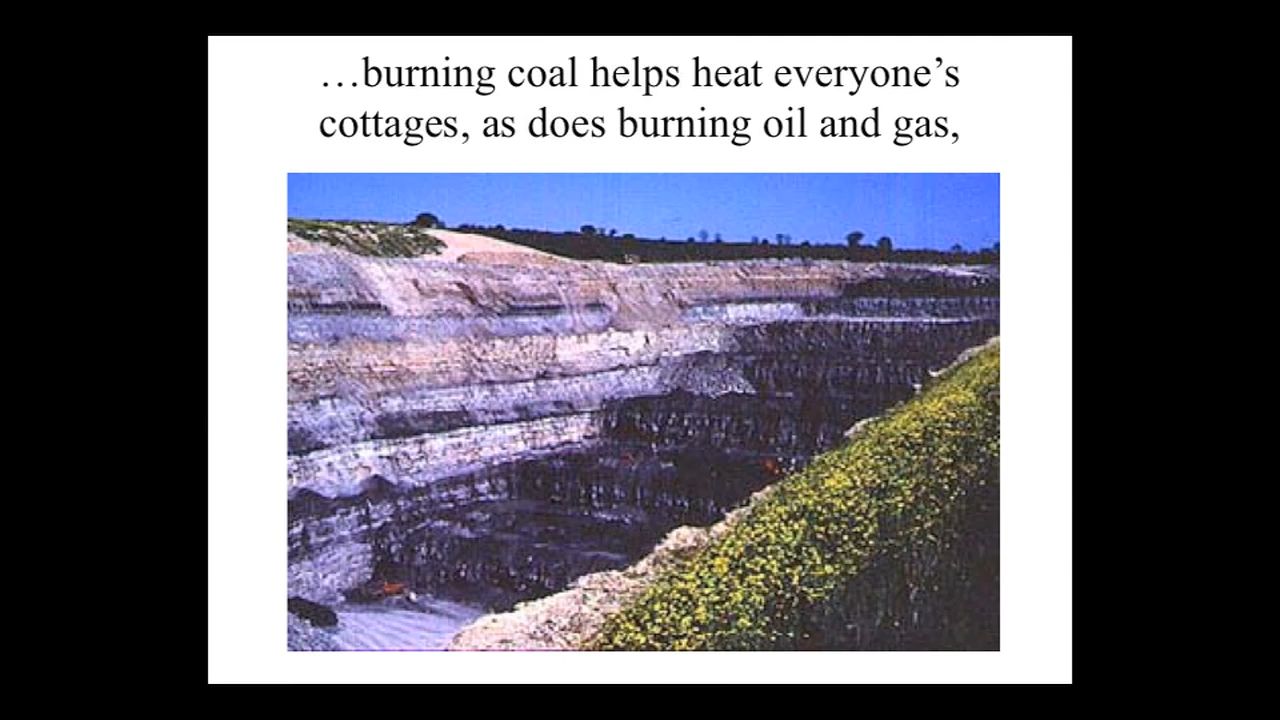 …burning coal helps heat everyone’s
cottages, as does burning oil and gas,